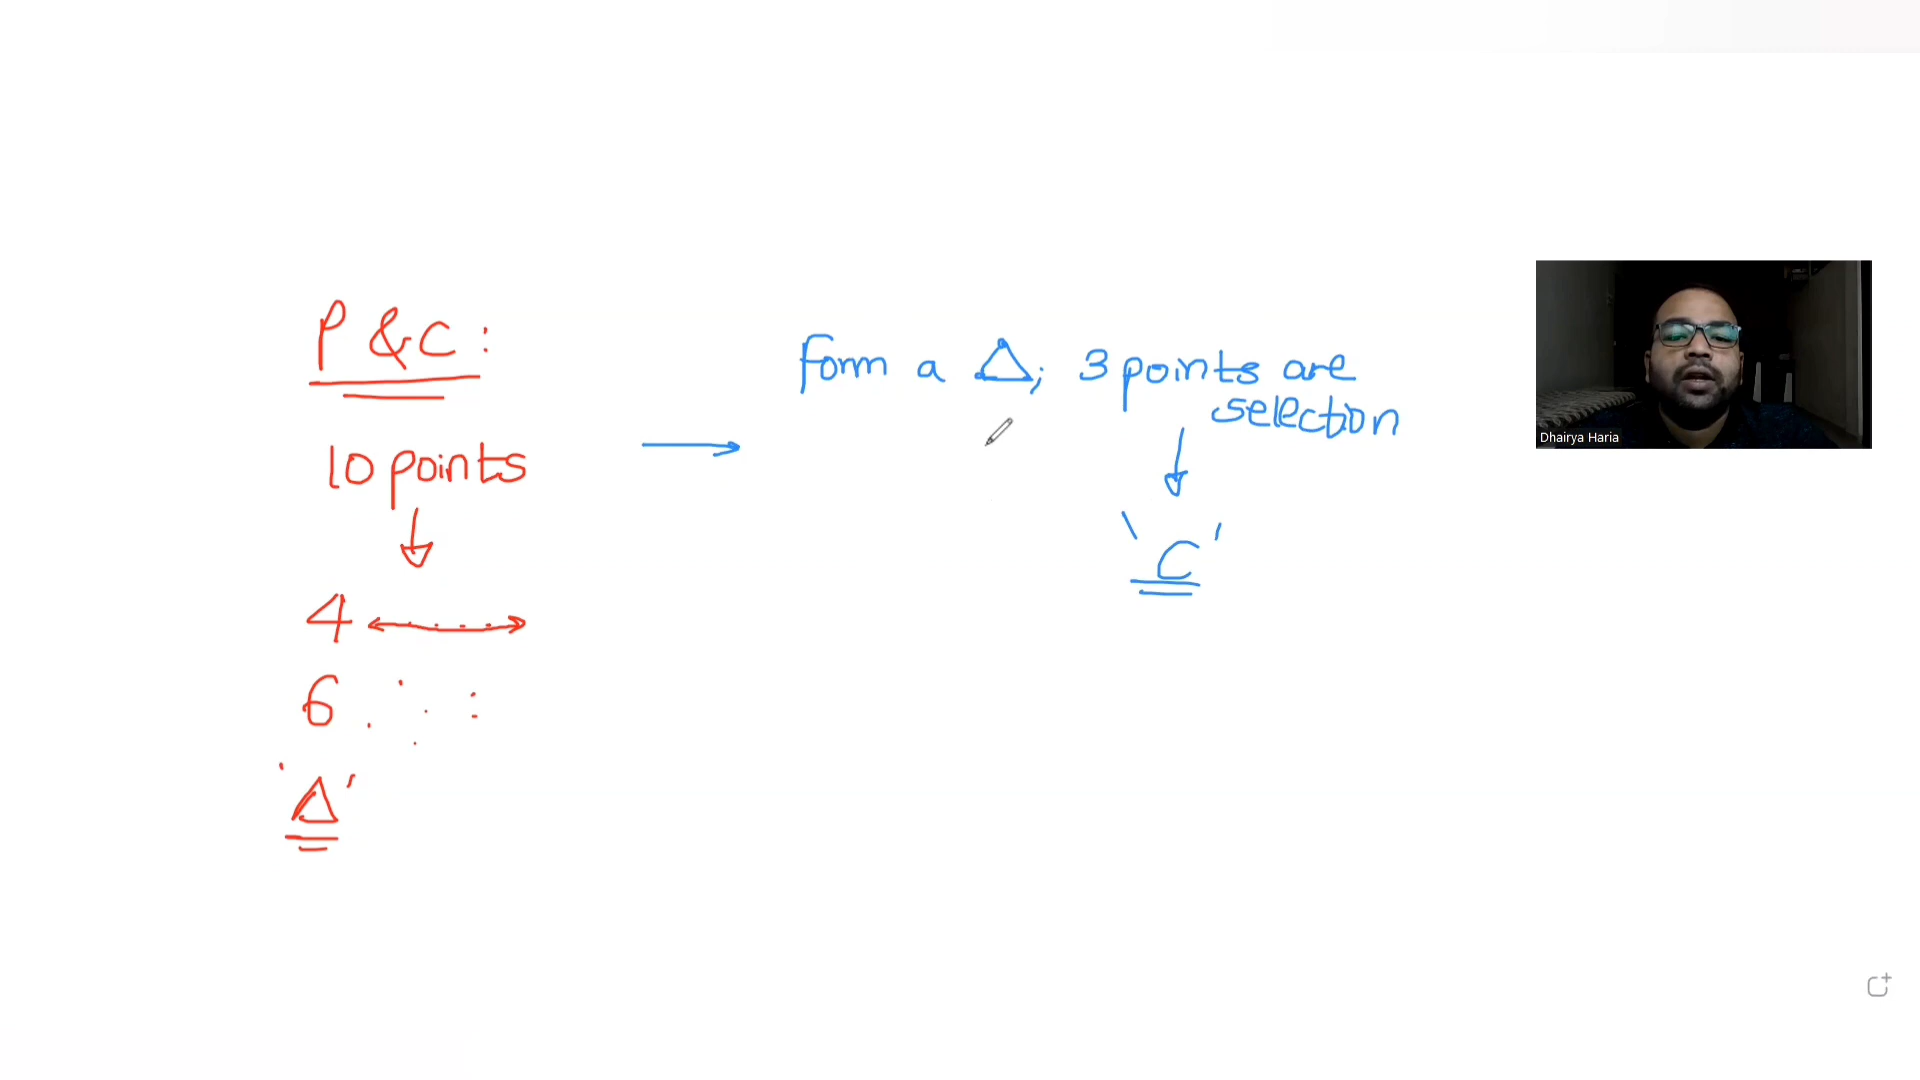 P & C :
10 points
4
6
'Δ'
form a Δ; 3 points are
selection
'C'
Dhairya Haria